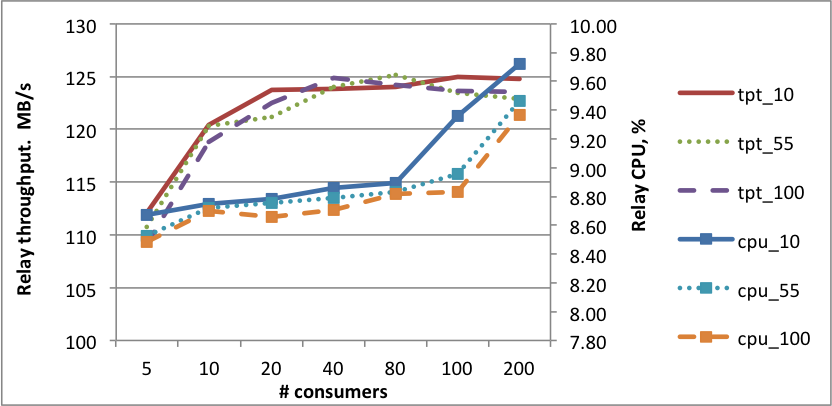 130
125
120
115
110
105
100
Relay throughput. MB/s
10.00
9.80
9.60
9.40
9.20
9.00
8.80
8.60
8.40
8.20
8.00
7.80
Relay CPU, %
5 10 20 40 80 100 200
# consumers
tpt_10
tpt_55
tpt_100
cpu_10
cpu_55
cpu_100